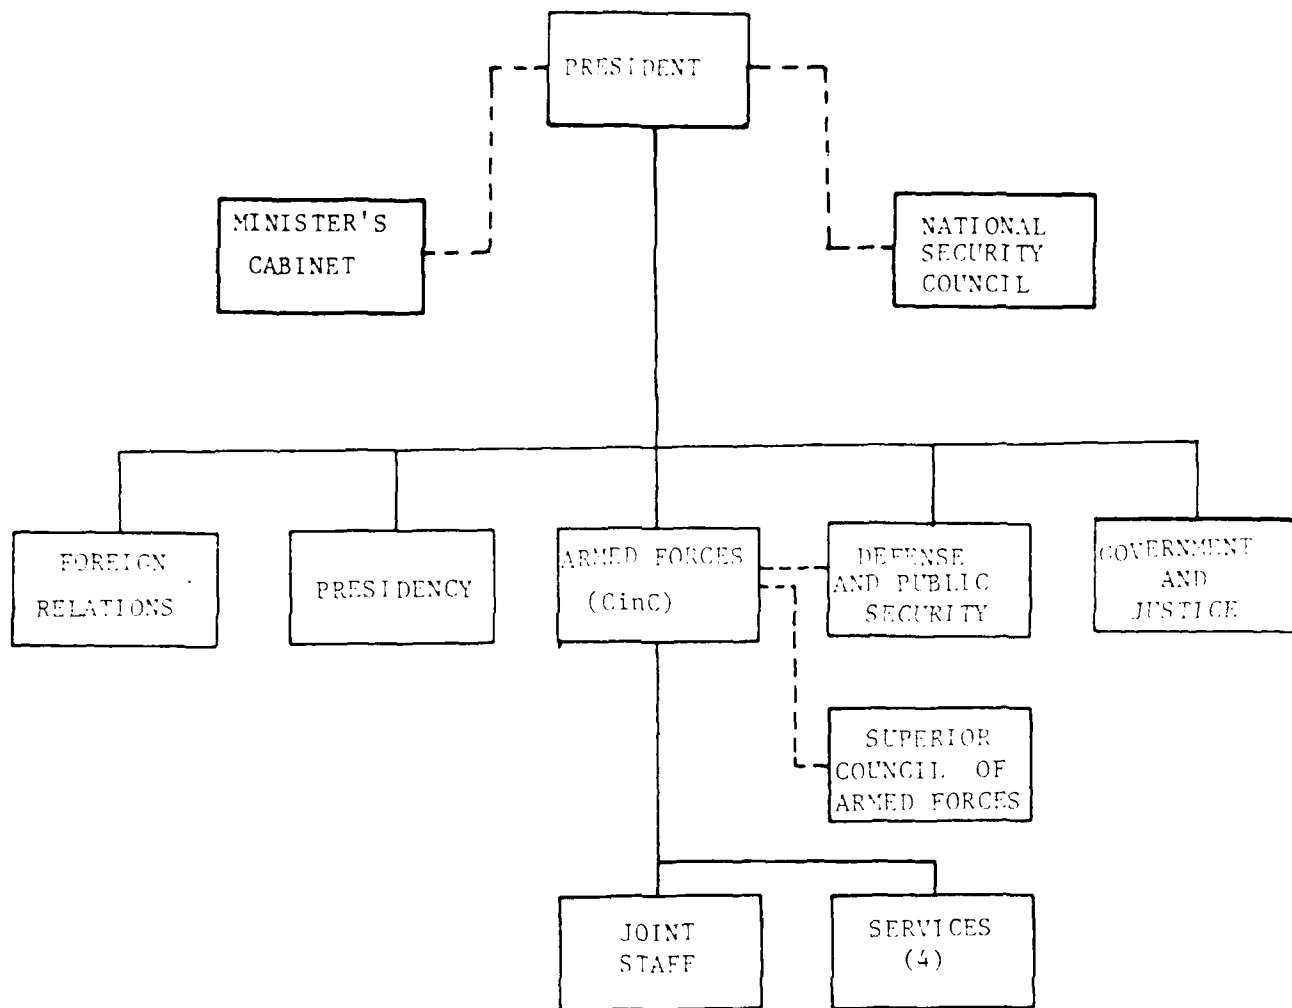 PRESIDENT
MINISTER'S
CABINET
NATIONAL
SECURITY
COUNCIL
FOREIGN
RELATIONS
PRESIDENCY
ARMED FORCES
(CinC)
DEFENSE
AND PUBLIC
SECURITY
GOVERNMENT
AND
JUSTICE
SUPERIOR
COUNCIL OF
ARMED FORCES
JOINT
STAFF
SERVICES
(4)